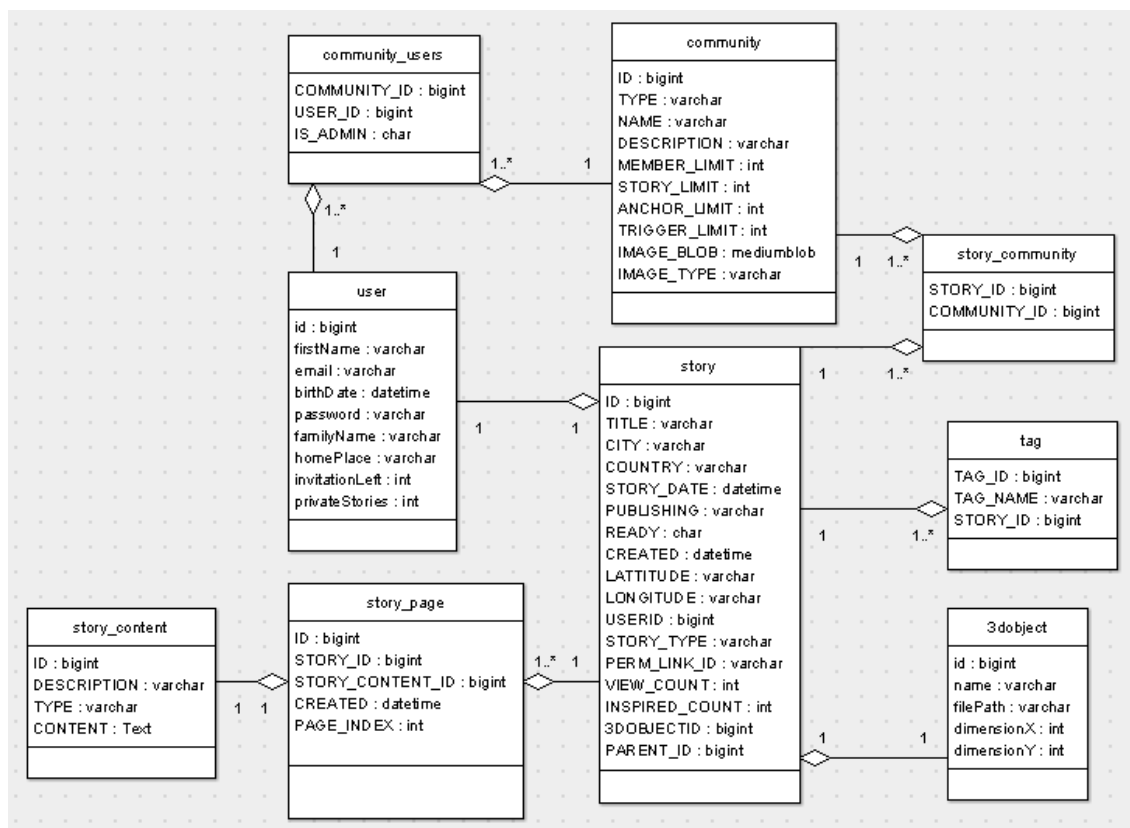 community_users
COMMUNITY_ID : bigint
USER_ID : bigint
IS_ADMIN : char
1..*
1
1..*
1
community
ID : bigint
TYPE : varchar
NAME : varchar
DESCRIPTION : varchar
MEMBER_LIMIT : int
STORY_LIMIT : int
ANCHOR_LIMIT : int
TRIGGER_LIMIT : int
IMAGE_BLOB : mediumblob
IMAGE_TYPE : varchar
1
1..*
story_community
STORY_ID : bigint
COMMUNITY_ID : bigint
1
1..*
user
id : bigint
firstName : varchar
email : varchar
birthDate : datetime
password : varchar
familyName : varchar
homePlace : varchar
invitationLeft : int
privateStories : int
1
1
story
ID : bigint
TITLE : varchar
CITY : varchar
COUNTRY : varchar
STORY_DATE : datetime
PUBLISHING : varchar
READY : char
CREATED : datetime
LATTITUDE : varchar
LONGITUDE : varchar
USERID : bigint
STORY_TYPE : varchar
PERM_LINK_ID : varchar
VIEW_COUNT : int
INSPIRED_COUNT : int
3DOBJECTID : bigint
PARENT_ID : bigint
tag
TAG_ID : bigint
TAG_NAME : varchar
STORY_ID : bigint
1
1..*
story_content
ID : bigint
DESCRIPTION : varchar
TYPE : varchar
CONTENT : Text
1
1
story_page
ID : bigint
STORY_ID : bigint
STORY_CONTENT_ID : bigint
CREATED : datetime
PAGE_INDEX : int
1..*
1
3dobject
id : bigint
name : varchar
filePath : varchar
dimensionX : int
dimensionY : int
1
1